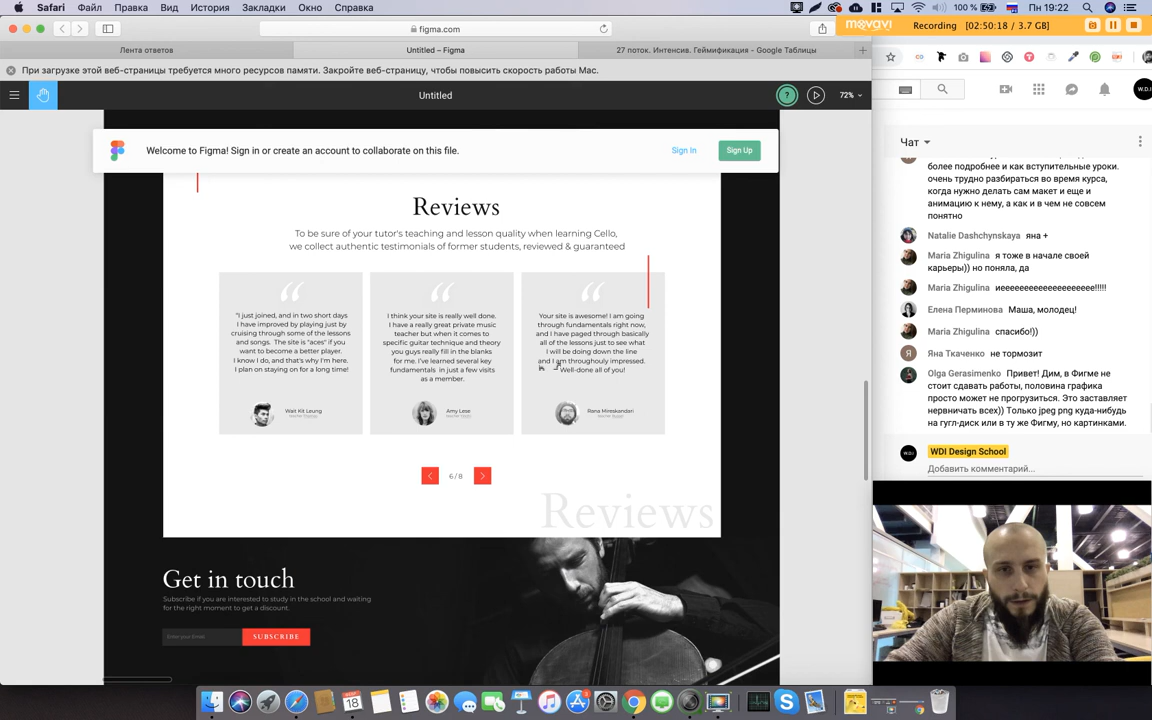 Safari Файл Правка Вид История Закладки Окно Справка
100 %
Пн 19:22
figma.com
movavi
Recording
02:50:18 / 3.7 GB
Лента ответов
Untitled – Figma
27 поток. Интенсив. Геймификация - Google Таблицы
При загрузке этой веб-страницы требуется много ресурсов памяти. Закройте веб-страницу, чтобы повысить скорость работы Mac.
Untitled
?
72%
Welcome to Figma! Sign in or create an account to collaborate on this file.
Sign In
Sign Up
Reviews
To be sure of your tutor's teaching and lesson quality when learning Cello,
we collect authentic testimonials of former students, reviewed & guaranteed
"I just joined, and in two short days
I have improved by playing just by
cruising through some of the lessons
and songs. The site is "aces" if you
want to become a better player.
I know I do, and that's why I'm here.
I plan on staying on for a long time!
Wait Kit Leung
I think your site is really well done.
I have a really great private music
teacher but when it comes to
specific guitar technique and theory
you guys really fill in the blanks
for me. I've learned several key
fundamentals in just a few visits
as a member.
Amy Lese
Your site is awesome! I am going
through fundamentals right now,
and I have paged through basically
all of the lessons just to see what
I will be doing down the line
and I am throughouly impressed.
Well-done all of you!
Rana Mireskandari
6 / 8
Reviews
Get in touch
Subscribe if you are interested to study in the school and waiting
for the right moment to get a discount.
Enter your Email
SUBSCRIBE
W.D.I
Чат
более подробнее и как вступительные уроки.
очень трудно разбираться во время курса,
когда нужно делать сам макет и еще и
анимацию к нему, а как и в чем не совсем
понятно
Natalie Dashchynskaya яна +
Maria Zhigulina я тоже в начале своей
карьеры)) но поняла, да
Maria Zhigulina иеееееееееееееееееее!!!!!
Елена Перминова Маша, молодец!
Maria Zhigulina спасибо!))
Я
Яна Ткаченко не тормозит
Olga Gerasimenko Привет! Дим, в Фигме не
стоит сдавать работы, половина графика
просто может не прогрузиться. Это заставляет
нервничать всех)) Только jpeg png куда-нибудь
на гугл-диск или в ту же Фигму, но картинками.
WDI Design School
Добавить комментарий...
18